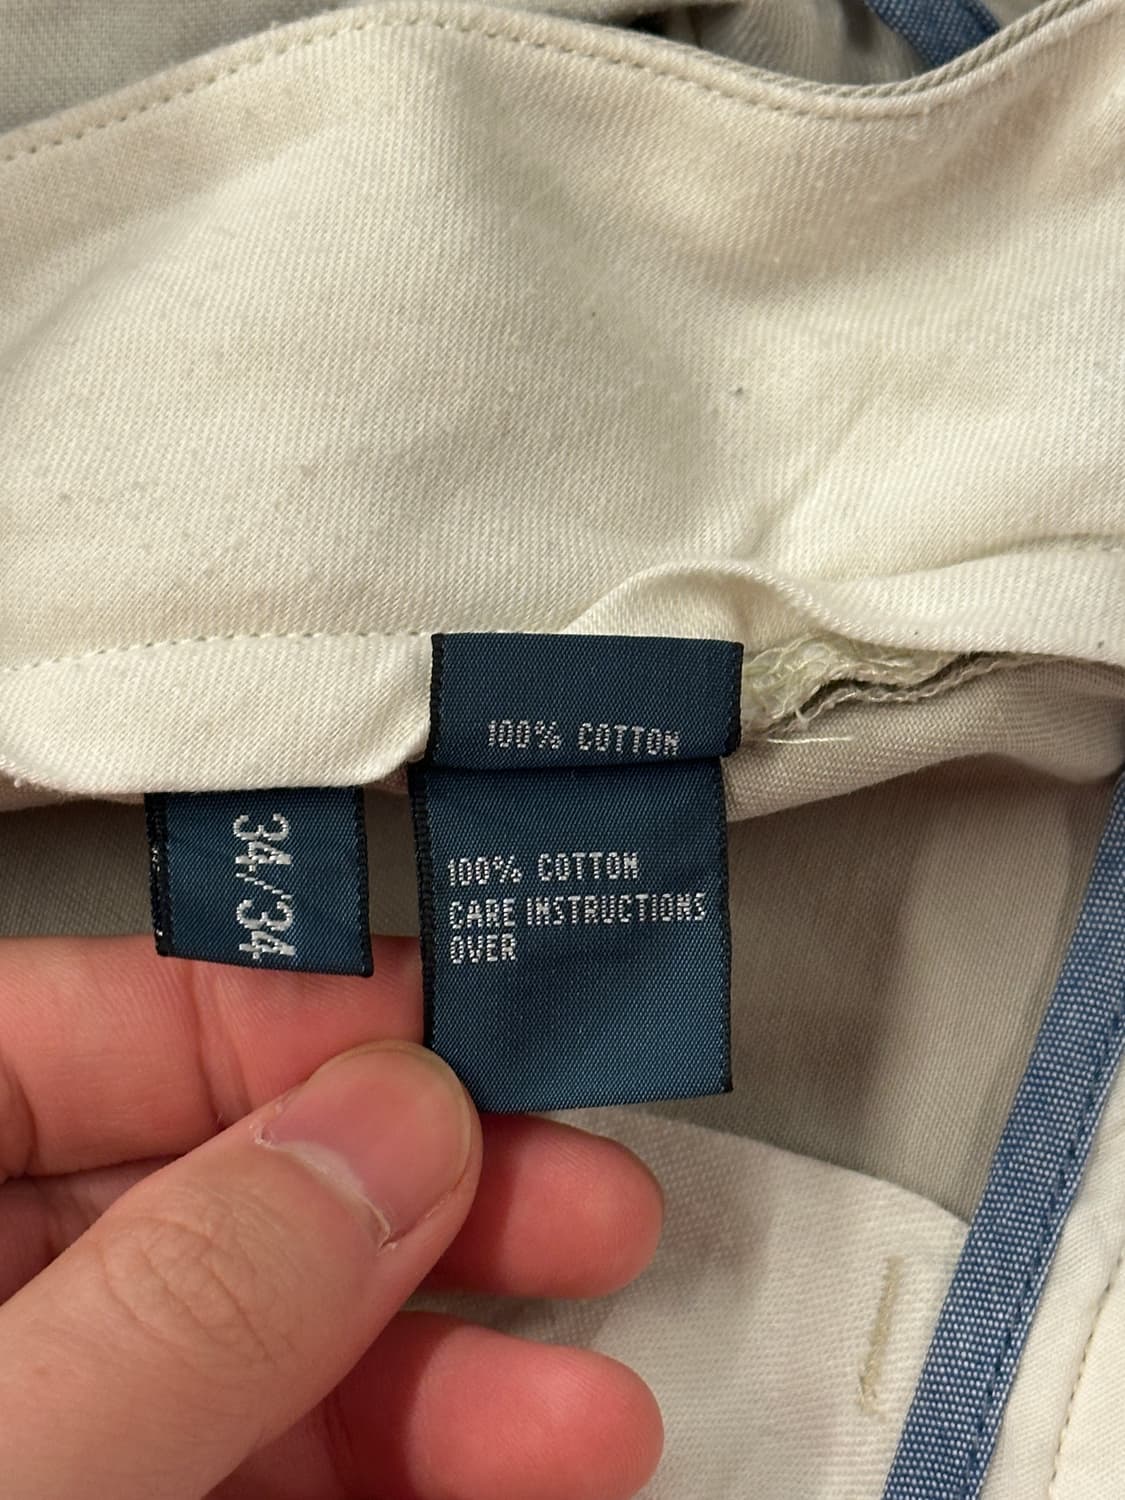 100% COTTON
34/34
100% COTTON
CARE INSTRUCTIONS
OVER